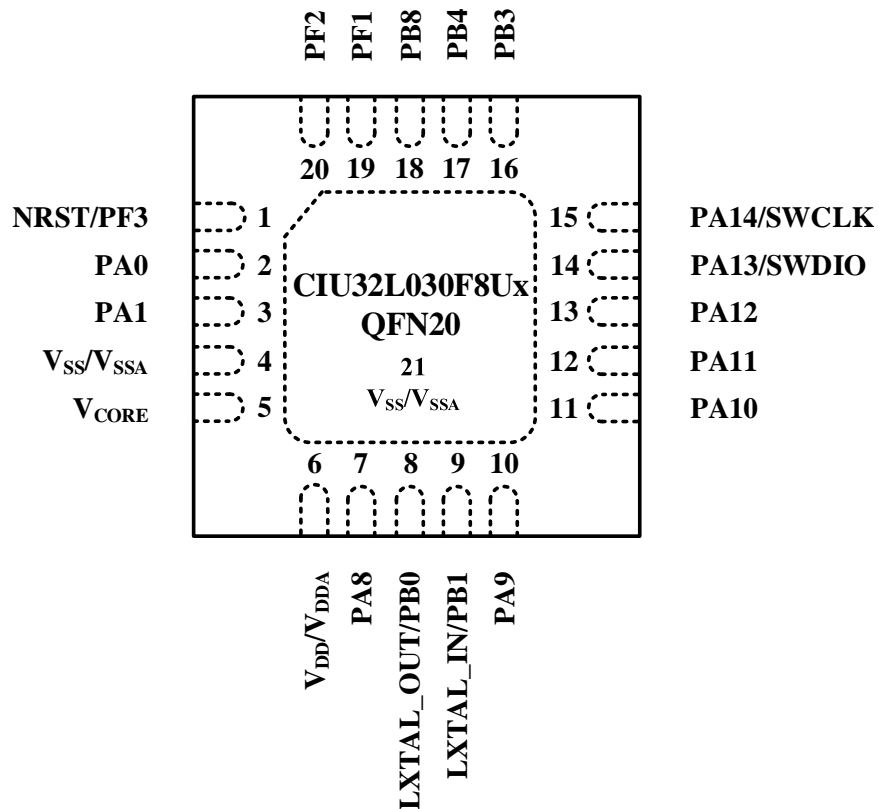 PF2
PF1
PB8
PB4
PB3
20
19
18
17
16
NRST/PF3
1
15
PA14/SWCLK
PA0
2
14
PA13/SWDIO
CIU32L030F8Ux
PA1
3
QFN20
13
PA12
VSS/VSSA
4
21
12
PA11
VCORE
5
VSS/VSSA
11
PA10
6
7
8
9
10
VDD/VDDA
PA8
LXTAL_OUT/PB0
LXTAL_IN/PB1
PA9